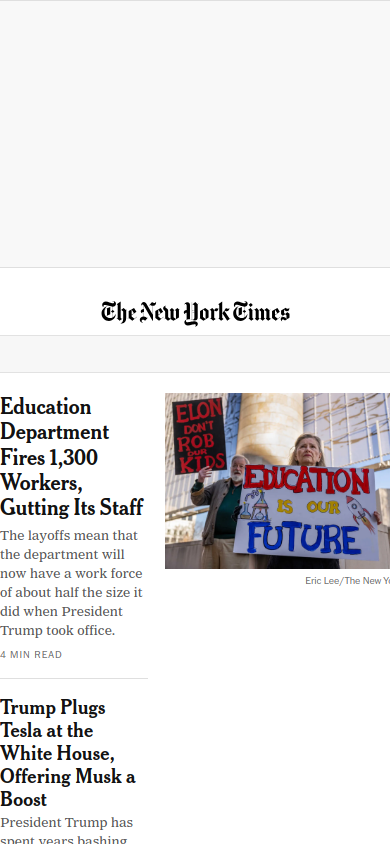 The New York Times
Education
Department
Fires 1,300
Workers,
Gutting Its Staff
The layoffs mean that
the department will
now have a work force
of about half the size it
did when President
Trump took office.
4 MIN READ
ELON
DON'T
ROB
OUR
KIDS
EDUCATION
IS OUR
FUTURE
Eric Lee/The New Yo
Trump Plugs
Tesla at the
White House,
Offering Musk a
Boost
President Trump has
spent years bashing